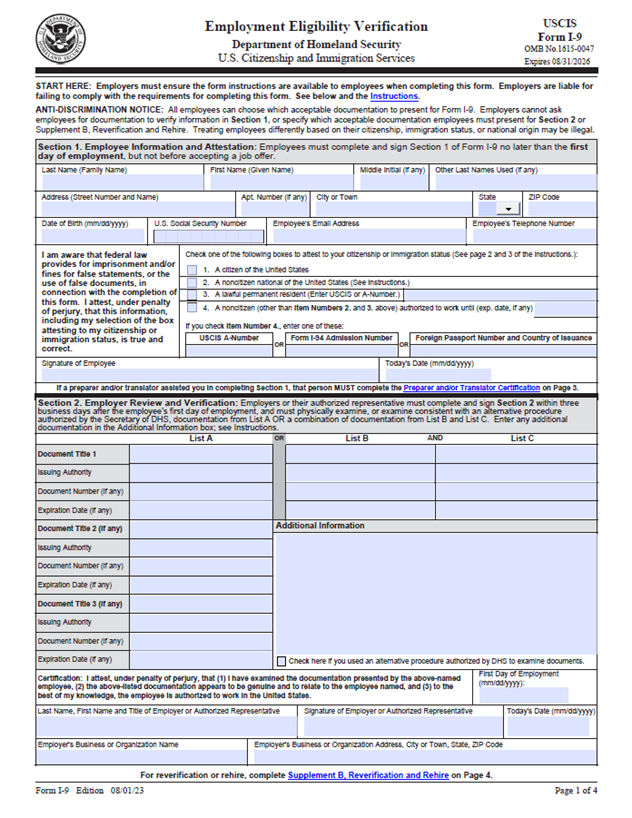 Employment Eligibility Verification
Department of Homeland Security
U.S. Citizenship and Immigration Services
USCIS
Form I-9
OMB No.1615-0047
Expires 08/31/2026
START HERE: Employers must ensure the form instructions are available to employees when completing this form. Employers are liable for
failing to comply with the requirements for completing this form. See below and the Instructions.
ANTI-DISCRIMINATION NOTICE: All employees can choose which acceptable documentation to present for Form I-9. Employers cannot ask
employees for documentation to verify information in Section 1, or specify which acceptable documentation employees must present for Section 2 or
Supplement B, Reverification and Rehire. Treating employees differently based on their citizenship, immigration status, or national origin may be illegal.
Section 1. Employee Information and Attestation: Employees must complete and sign Section 1 of Form I-9 no later than the first
day of employment, but not before accepting a job offer.
Last Name (Family Name) First Name (Given Name) Middle Initial (if any) Other Last Names Used (if any)
Address (Street Number and Name) Apt. Number (if any) City or Town State ZIP Code
Date of Birth (mm/dd/yyyy) U.S. Social Security Number Employee's Email Address Employee's Telephone Number
I am aware that federal law
provides for imprisonment and/or
fines for false statements, or the
use of false documents, in
connection with the completion of
this form. I attest, under penalty
of perjury, that this information,
including my selection of the box
attesting to my citizenship or
immigration status, is true and
correct.
Check one of the following boxes to attest to your citizenship or immigration status (See page 2 and 3 of the instructions.):
1. A citizen of the United States
2. A noncitizen national of the United States (See Instructions.)
3. A lawful permanent resident (Enter USCIS or A-Number.)
4. A noncitizen (other than Item Numbers 2. and 3. above) authorized to work until (exp. date, if any)
If you check Item Number 4., enter one of these:
USCIS A-Number OR Form I-94 Admission Number OR Foreign Passport Number and Country of Issuance
Signature of Employee Today's Date (mm/dd/yyyy)
If a preparer and/or translator assisted you in completing Section 1, that person MUST complete the Preparer and/or Translator Certification on Page 3.
Section 2. Employer Review and Verification: Employers or their authorized representative must complete and sign Section 2 within three
business days after the employee's first day of employment, and must physically examine, or examine consistent with an alternative procedure
authorized by the Secretary of DHS, documentation from List A OR a combination of documentation from List B and List C. Enter any additional
documentation in the Additional Information box; see Instructions.
List A OR List B AND List C
Document Title 1
Issuing Authority
Document Number (if any)
Expiration Date (if any)
Document Title 2 (if any) Additional Information
Issuing Authority
Document Number (if any)
Expiration Date (if any)
Document Title 3 (if any)
Issuing Authority
Document Number (if any)
Expiration Date (if any) Check here if you used an alternative procedure authorized by DHS to examine documents.
Certification: I attest, under penalty of perjury, that (1) I have examined the documentation presented by the above-named
employee, (2) the above-listed documentation appears to be genuine and to relate to the employee named, and (3) to the
best of my knowledge, the employee is authorized to work in the United States.
First Day of Employment
(mm/dd/yyyy):
Last Name, First Name and Title of Employer or Authorized Representative Signature of Employer or Authorized Representative Today's Date (mm/dd/yyyy)
Employer's Business or Organization Name Employer's Business or Organization Address, City or Town, State, ZIP Code
For reverification or rehire, complete Supplement B, Reverification and Rehire on Page 4.
Form I-9 Edition 08/01/23 Page 1 of 4